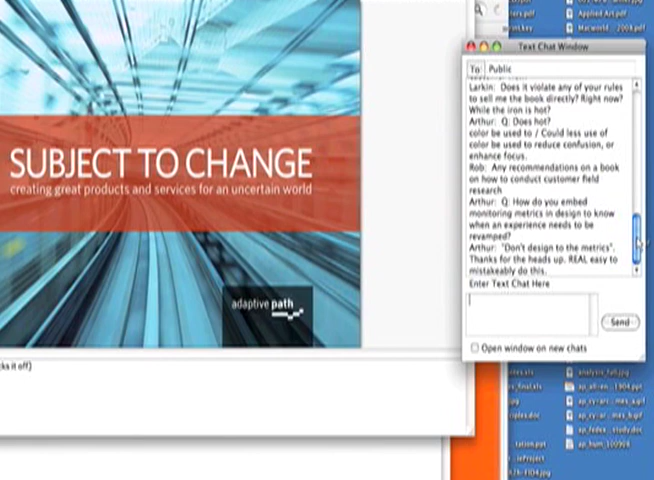 Text Chat Window
To: Public
Larkin: Does it violate any of your rules
to sell me the book directly? Right now?
While the iron is hot?
Arthur: Q: Does hot?
color be used to / Could less use of
color be used to reduce confusion, or
enhance focus.
Rob: Any recommendations on a book
on how to conduct customer field
research
Arthur: Q: How do you embed
monitoring metrics in design to know
when an experience needs to be
revamped?
Arthur: "Don't design to the metrics".
Thanks for the heads up. REAL easy to
mistakeably do this.
Enter Text Chat Here
Send
Open window on new chats
SUBJECT TO CHANGE
creating great products and services for an uncertain world
adaptive path
ks it off)
Applied Art.pdf